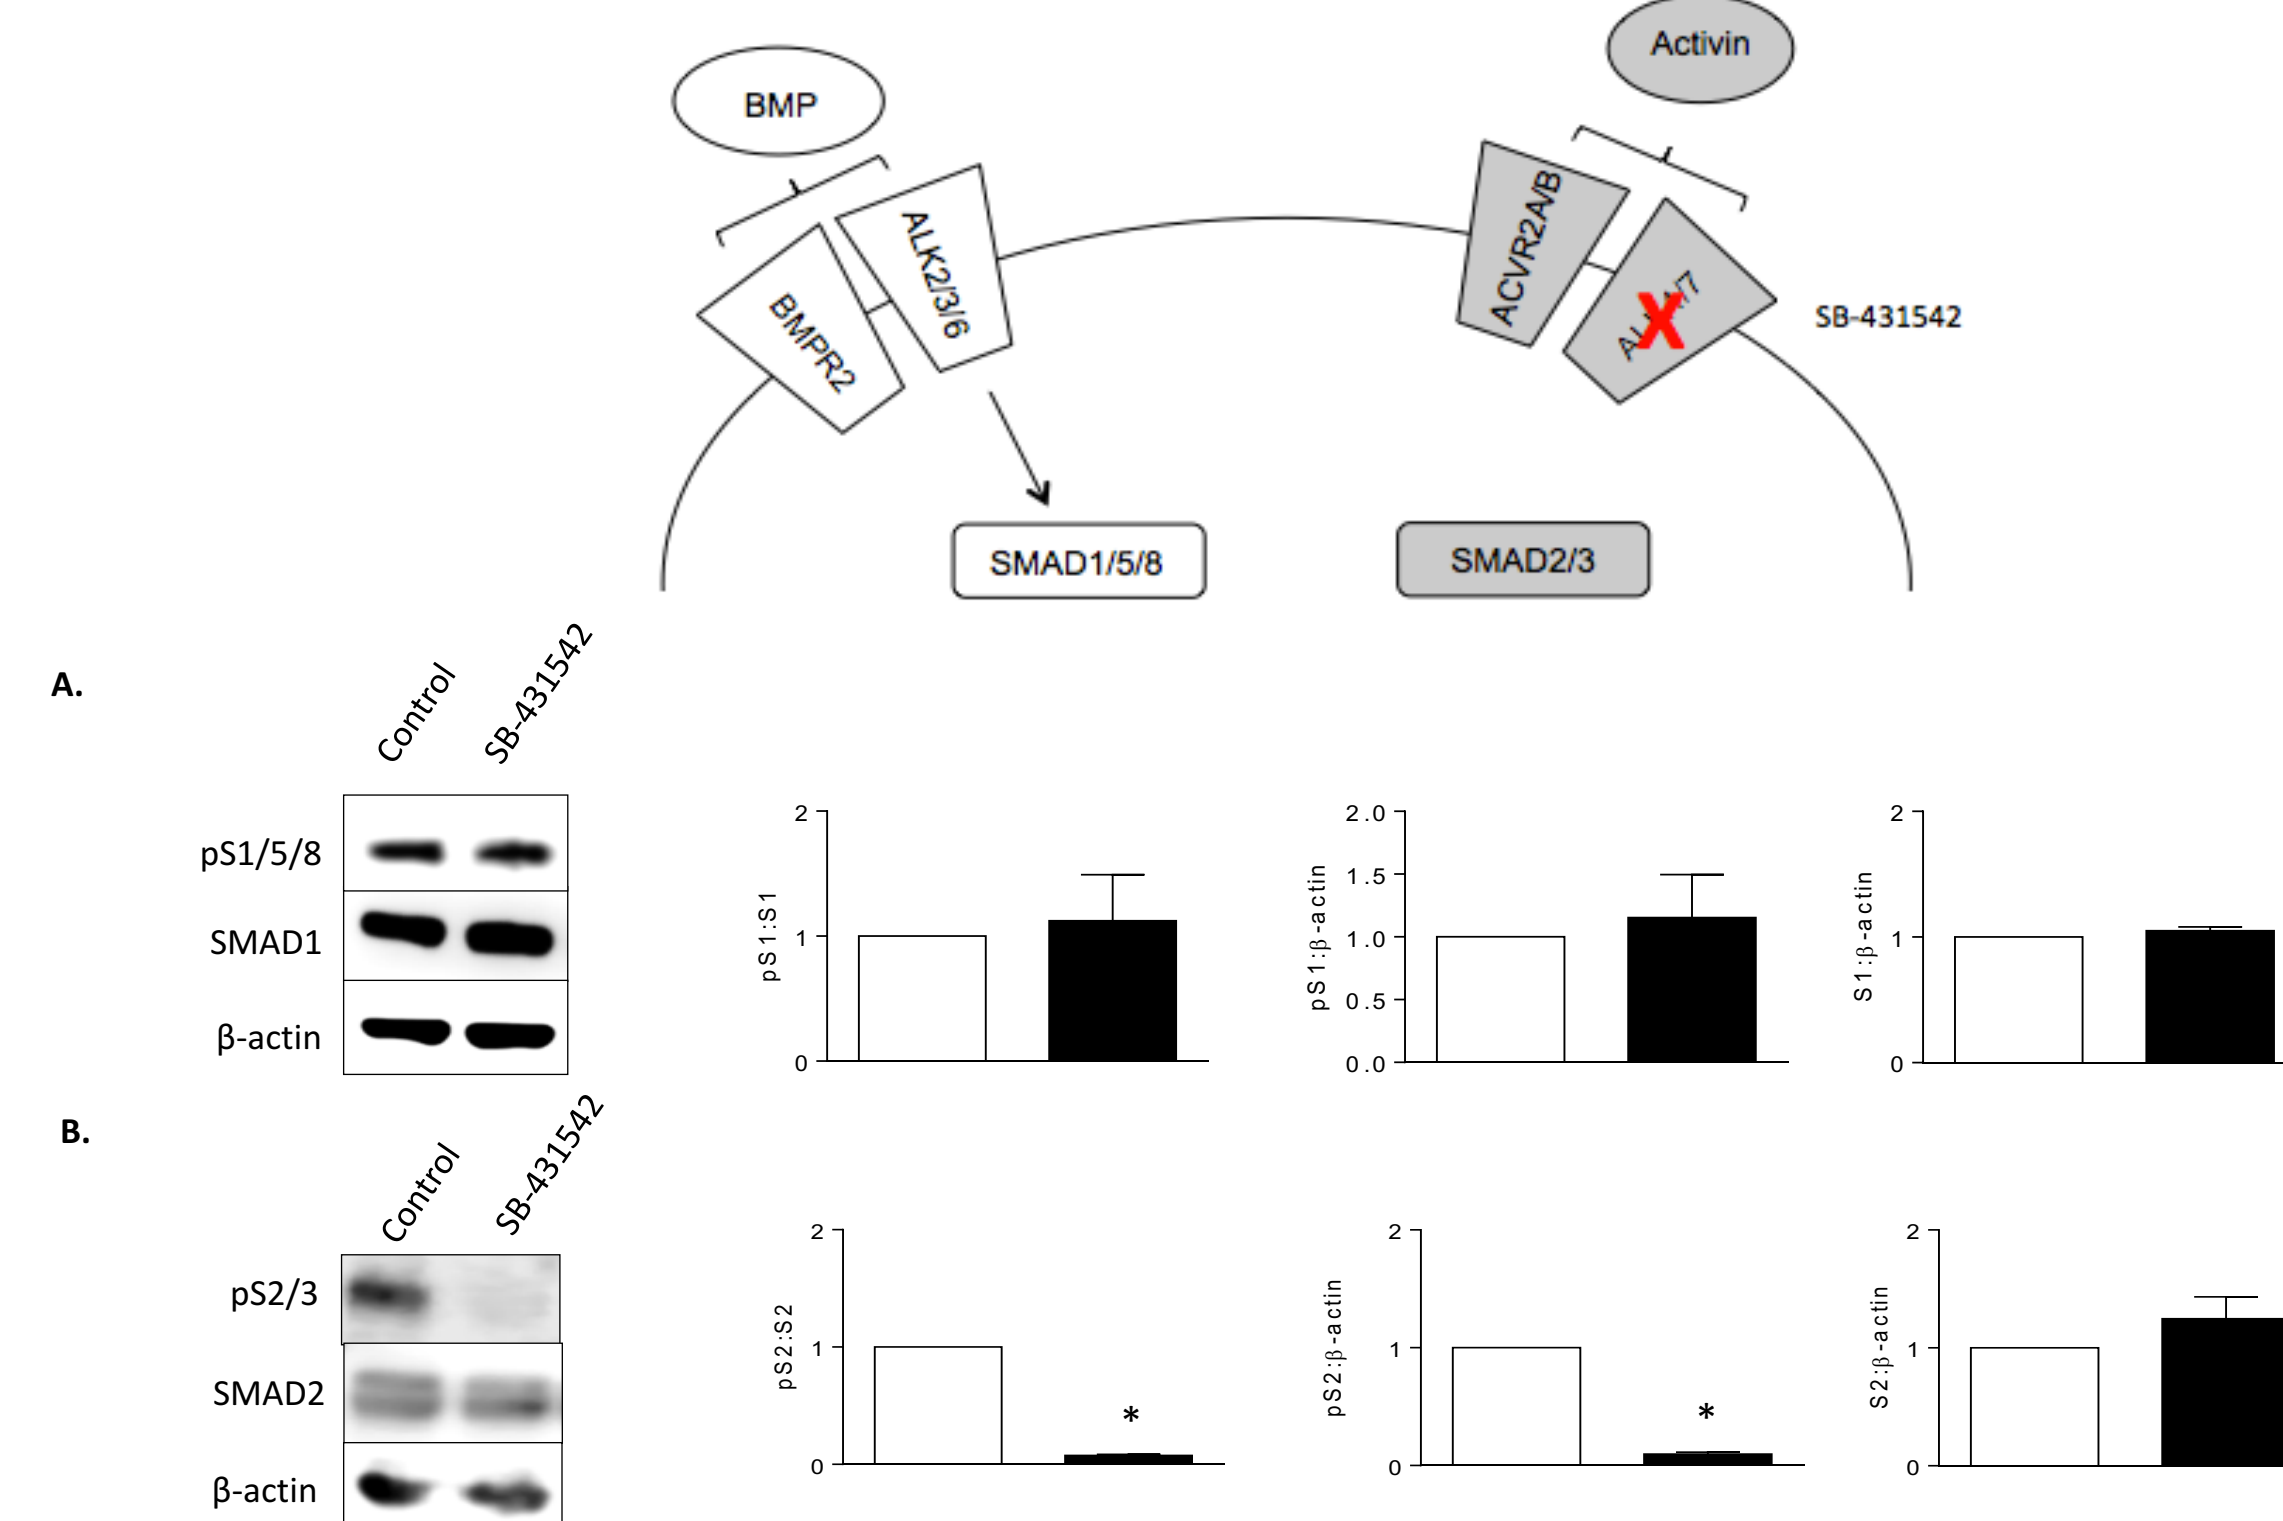 Activin
BMP
ACVR2A/B
ALK2/3/6
BMPR2
X
SB-431542
SMAD1/5/8
SMAD2/3
A.
Control
SB-431542
pS1/5/8
SMAD1
β-actin
pS1:S1
2
1
0
pS1:β-actin
2.0
1.5
1.0
0.5
0.0
S1:β-actin
2
1
0
B.
Control
SB-431542
pS2/3
SMAD2
β-actin
pS2:S2
2
1
0
*
pS2:β-actin
2
1
0
*
S2:β-actin
2
1
0